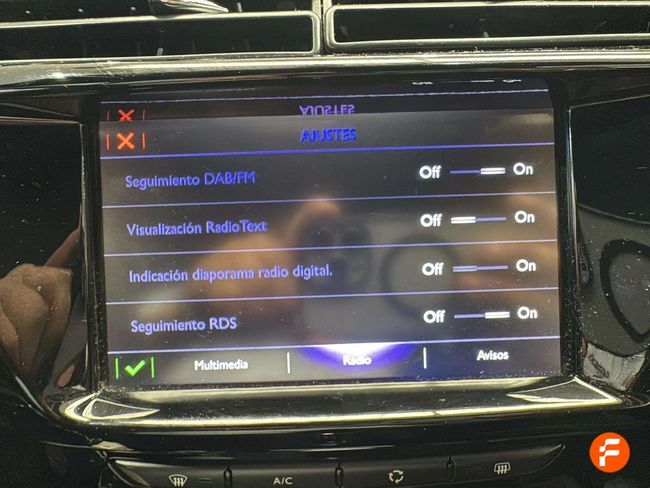 AJUSTES
AJUSTES
Seguimiento DAB/FM Off On
Visualización RadioText Off On
Indicación diaporama radio digital. Off On
Seguimiento RDS Off On
Multimedia Radio Avisos
A/C